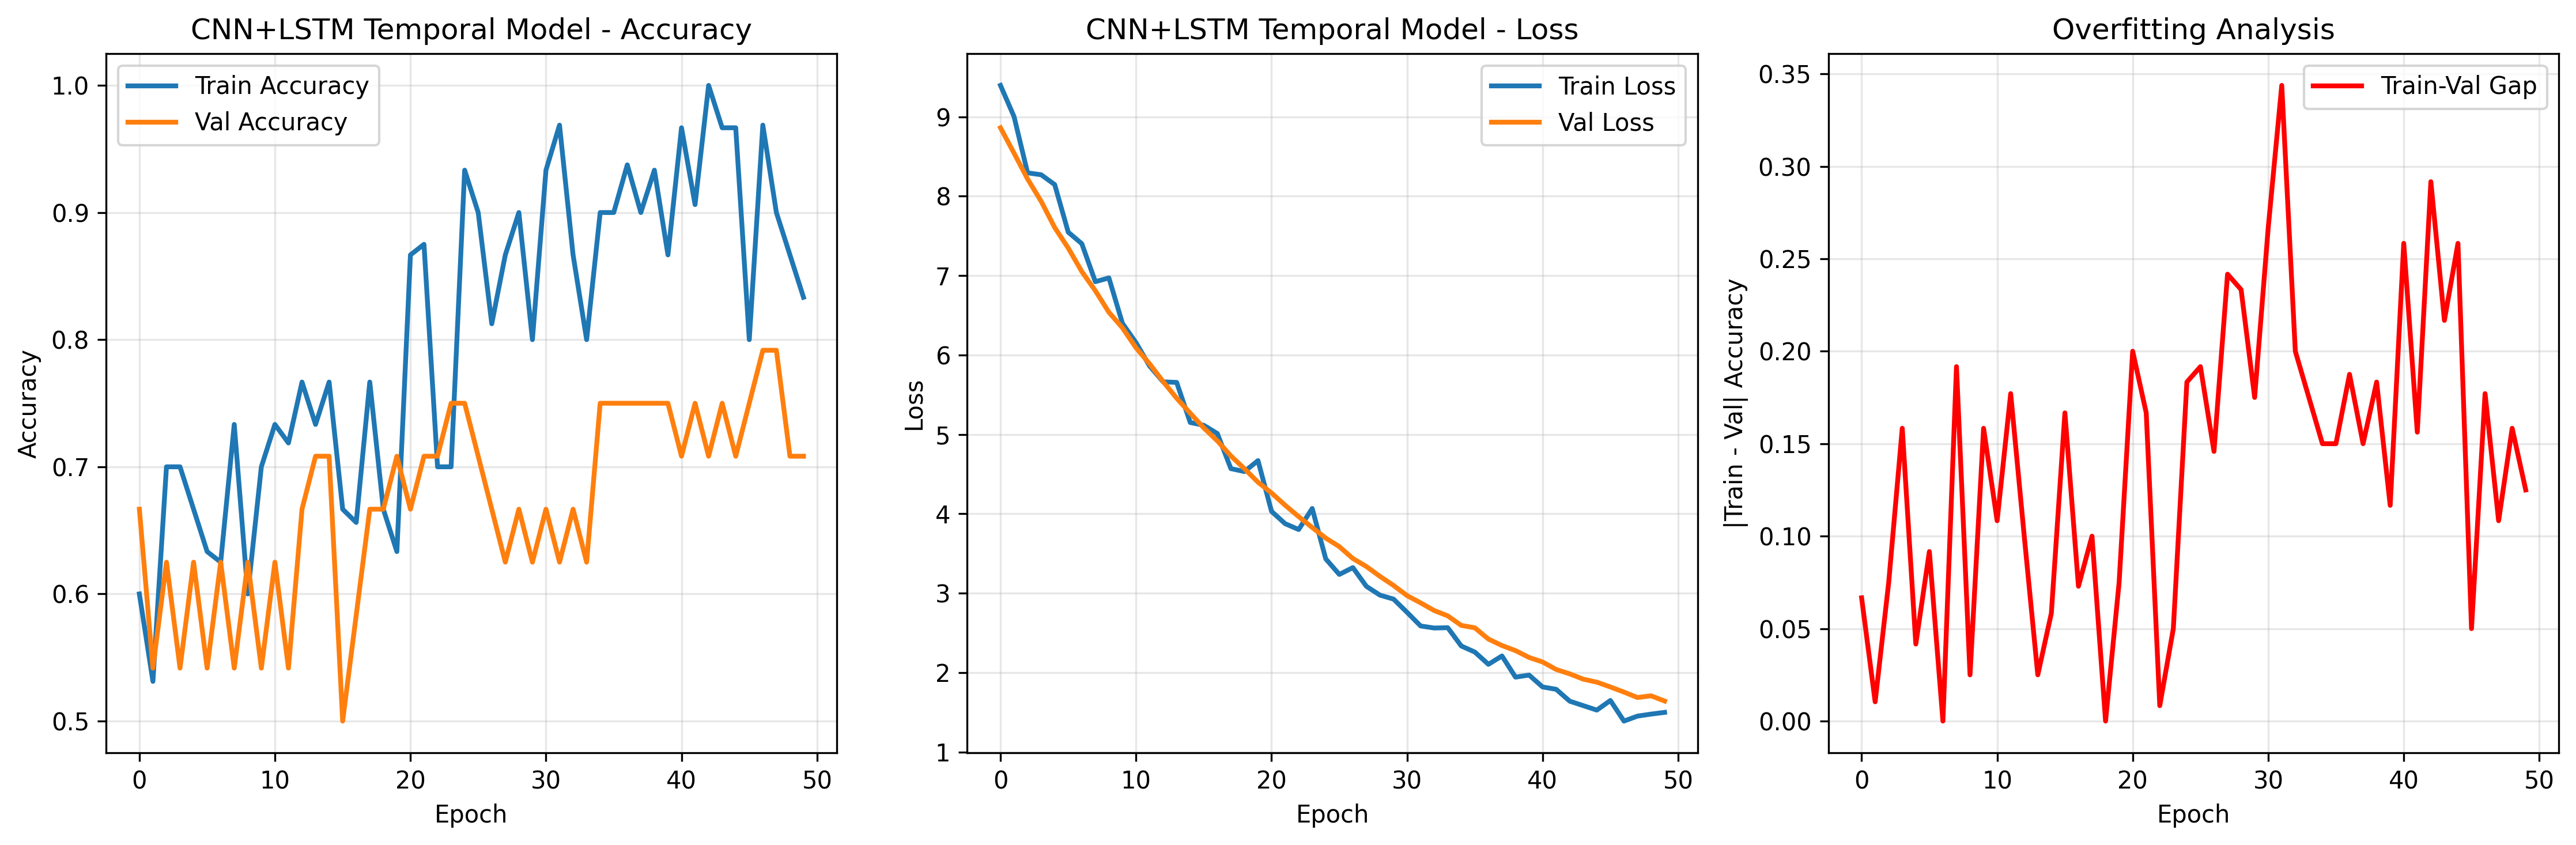 CNN+LSTM Temporal Model - Accuracy
Train Accuracy
Val Accuracy
Accuracy
1.0
0.9
0.8
0.7
0.6
0.5
0
10
20
30
40
50
Epoch
CNN+LSTM Temporal Model - Loss
Train Loss
Val Loss
Loss
9
8
7
6
5
4
3
2
1
0
10
20
30
40
50
Epoch
Overfitting Analysis
Train-Val Gap
|Train - Val| Accuracy
0.35
0.30
0.25
0.20
0.15
0.10
0.05
0.00
0
10
20
30
40
50
Epoch